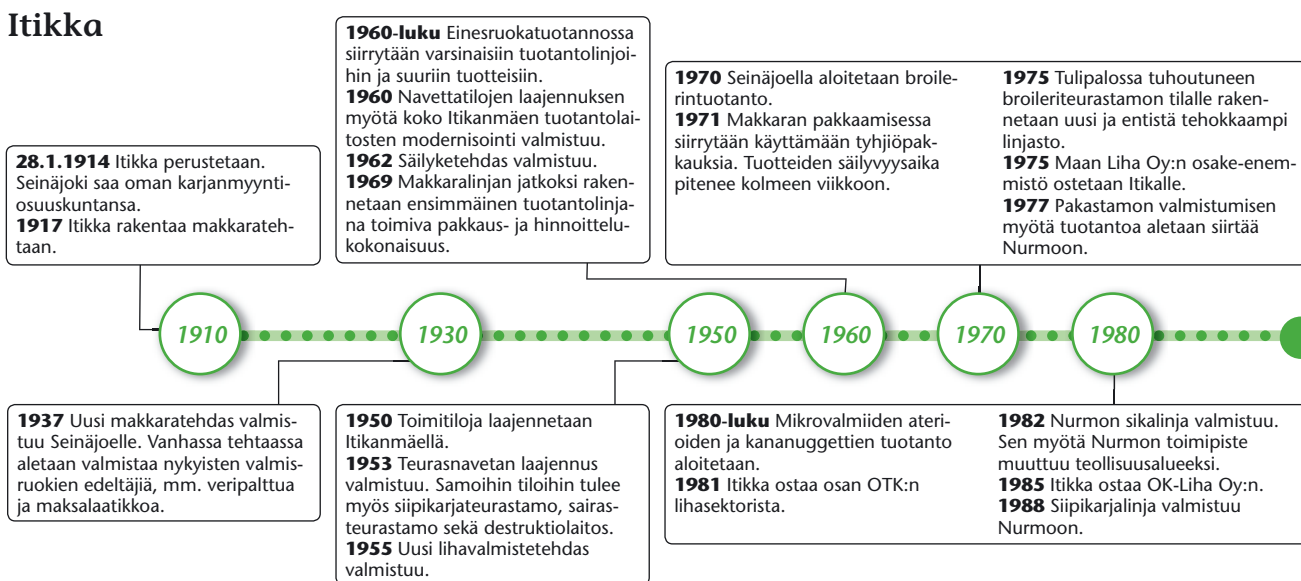 Itikka
28.1.1914 Itikka perustetaan.
Seinäjoki saa oman karjanmyynti-
osuuskuntansa.
1917 Itikka rakentaa makkarateh-
taan.
1960-luku Einesruokatuotannossa
siirrytään varsinaisiin tuotantolinjoi-
hin ja suuriin tuotteisiin.
1960 Navettatilojen laajennuksen
myötä koko Itikanmäen tuotantolai-
tosten modernisointi valmistuu.
1962 Säilyketehdas valmistuu.
1969 Makkaralinjan jatkoksi raken-
netaan ensimmäinen tuotantolinja-
na toimiva pakkaus- ja hinnoittelu-
kokonaisuus.
1970 Seinäjoella aloitetaan broile-
rintuotanto.
1971 Makkaran pakkaamisessa
siirrytään käyttämään tyhjiöpak-
kauksia. Tuotteiden säilyvyysaika
pitenee kolmeen viikkoon.
1975 Tulipalossa tuhoutuneen
broileriteurastamon tilalle raken-
netaan uusi ja entistä tehokkaampi
linjasto.
1975 Maan Liha Oy:n osake-enem-
mistö ostetaan Itikalle.
1977 Pakastamon valmistumisen
myötä tuotantoa aletaan siirtää
Nurmoon.
1910
1930
1950
1960
1970
1980
1937 Uusi makkaratehdas valmis-
tuu Seinäjoelle. Vanhassa tehtaassa
aletaan valmistaa nykyisten valmis-
ruokien edeltäjiä, mm. veripalttua
ja maksalaatikkoa.
1950 Toimitiloja laajennetaan
Itikanmäellä.
1953 Teurasnavetan laajennus
valmistuu. Samoihin tiloihin tulee
myös siipikarjateurastamo, sairas-
teurastamo sekä destruktiolaitos.
1955 Uusi lihavalmistetehdas
valmistuu.
1980-luku Mikrovalmiiden ateri-
oiden ja kananuggettien tuotanto
aloitetaan.
1981 Itikka ostaa osan OTK:n
lihasektorista.
1982 Nurmon sikalinja valmistuu.
Sen myötä Nurmon toimipiste
muuttuu teollisuusalueeksi.
1985 Itikka ostaa OK-Liha Oy:n.
1988 Siipikarjalinja valmistuu
Nurmoon.